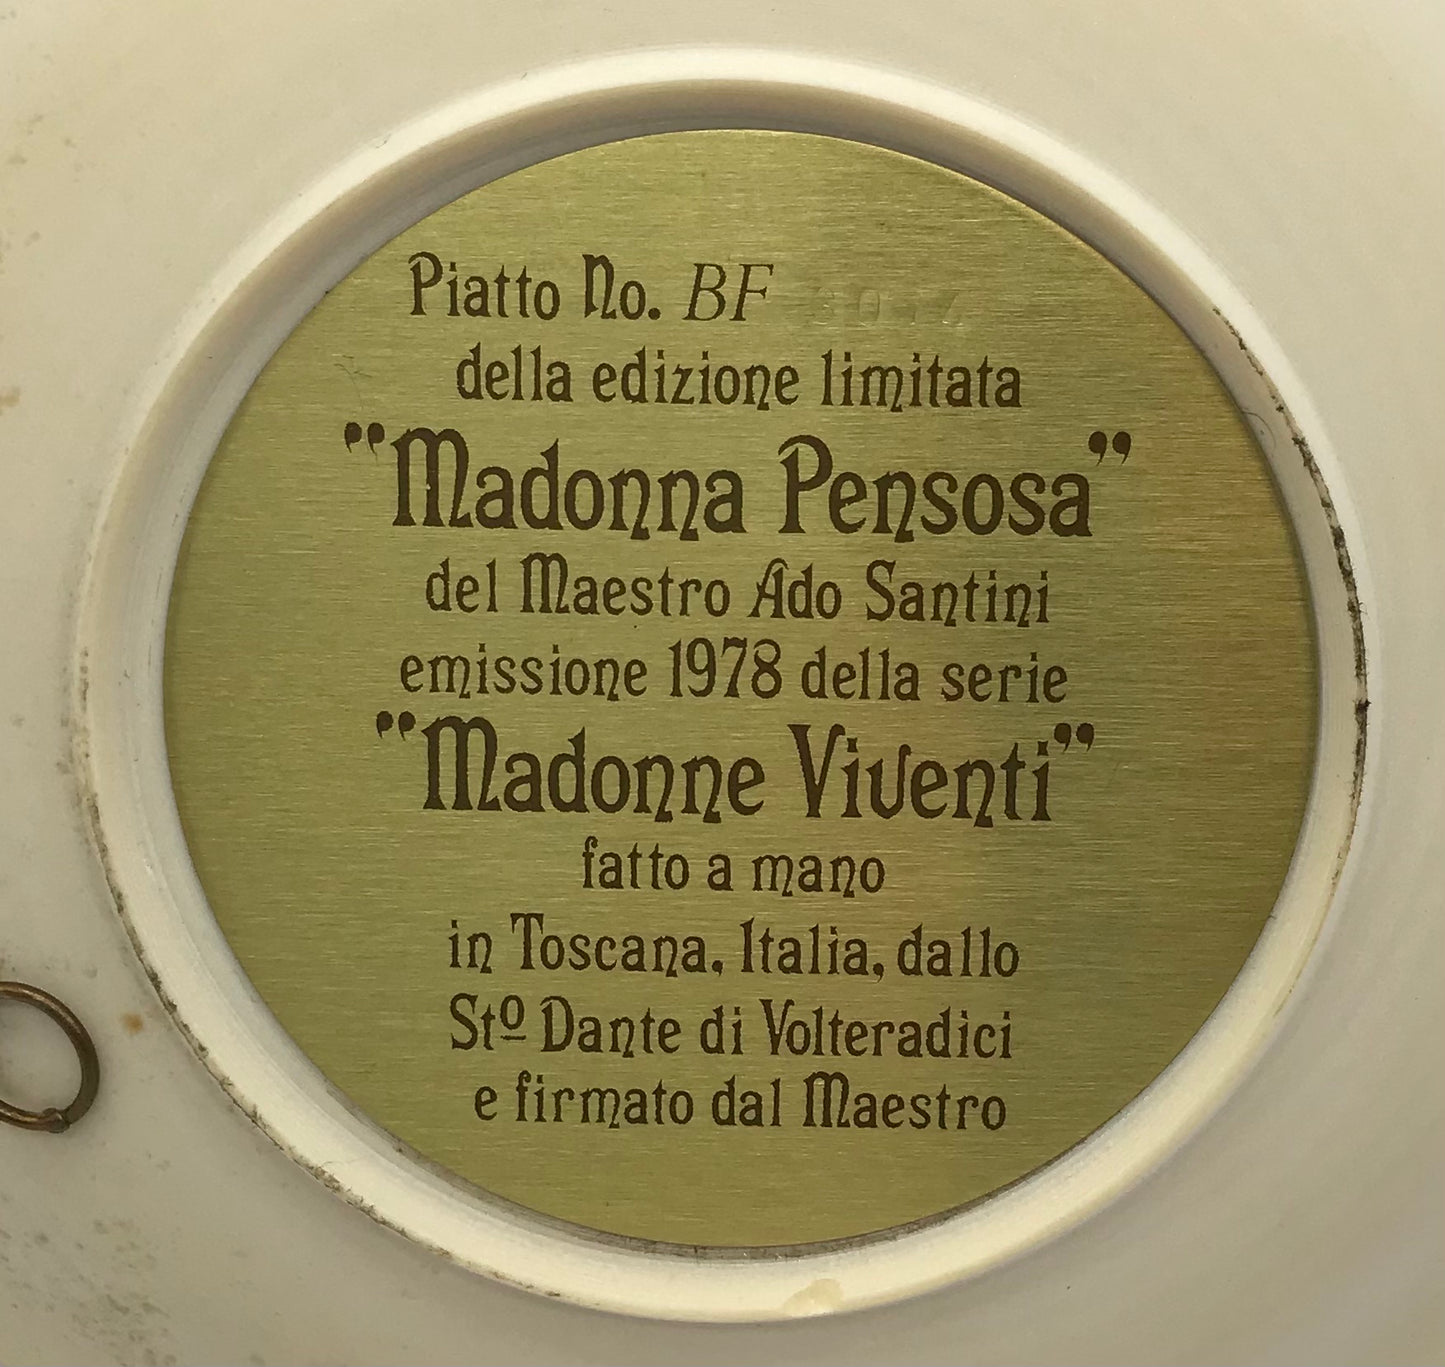 Piatto No. BF
della edizione limitata
"Madonna Pensosa"
del Maestro Ado Santini
emissione 1978 della serie
"Madonne Viventi"
fatto a mano
in Toscana, Italia, dallo
Stº Dante di Volteradici
e firmato dal Maestro